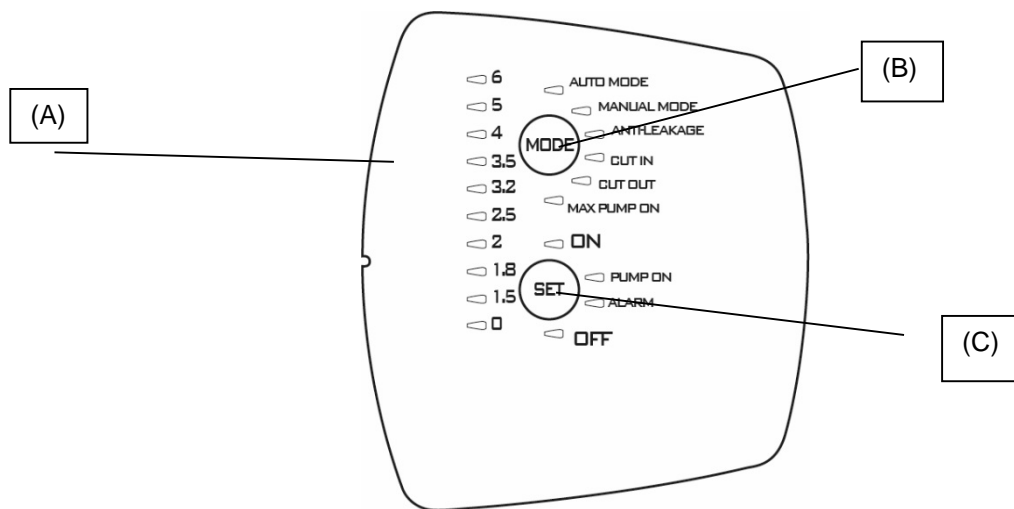 (A)
(B)
(C)
6
5
4
3.5
3.2
2.5
2
1.8
1.5
0
AUTO MODE
MANUAL MODE
ANTI-LEAKAGE
MODE
CUT IN
CUT OUT
MAX PUMP ON
ON
PUMP ON
SET
ALARM
OFF